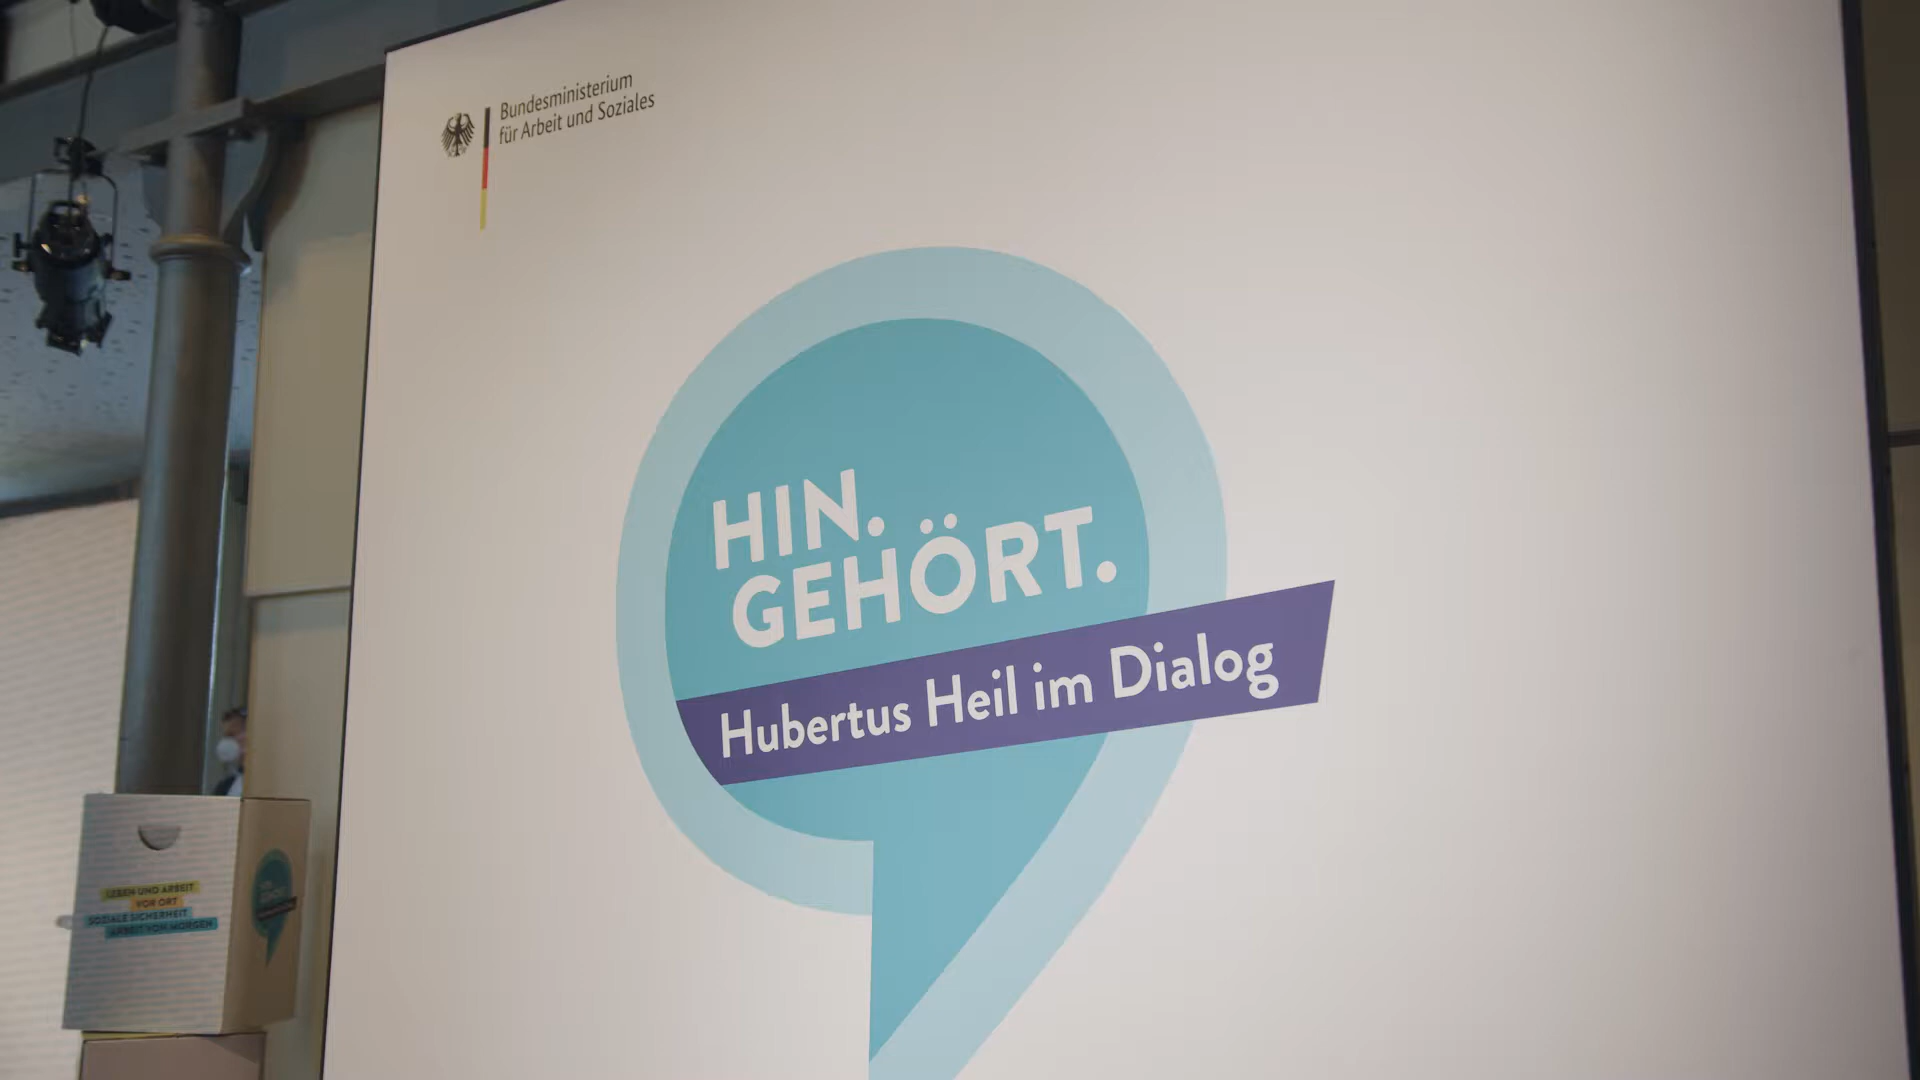 Bundesministerium
für Arbeit und Soziales
HIN.
GEHÖRT.
Hubertus Heil im Dialog
LEBEN UND ARBEIT
VOR ORT
SOZIALE SICHERHEIT
ARBEIT VON MORGEN